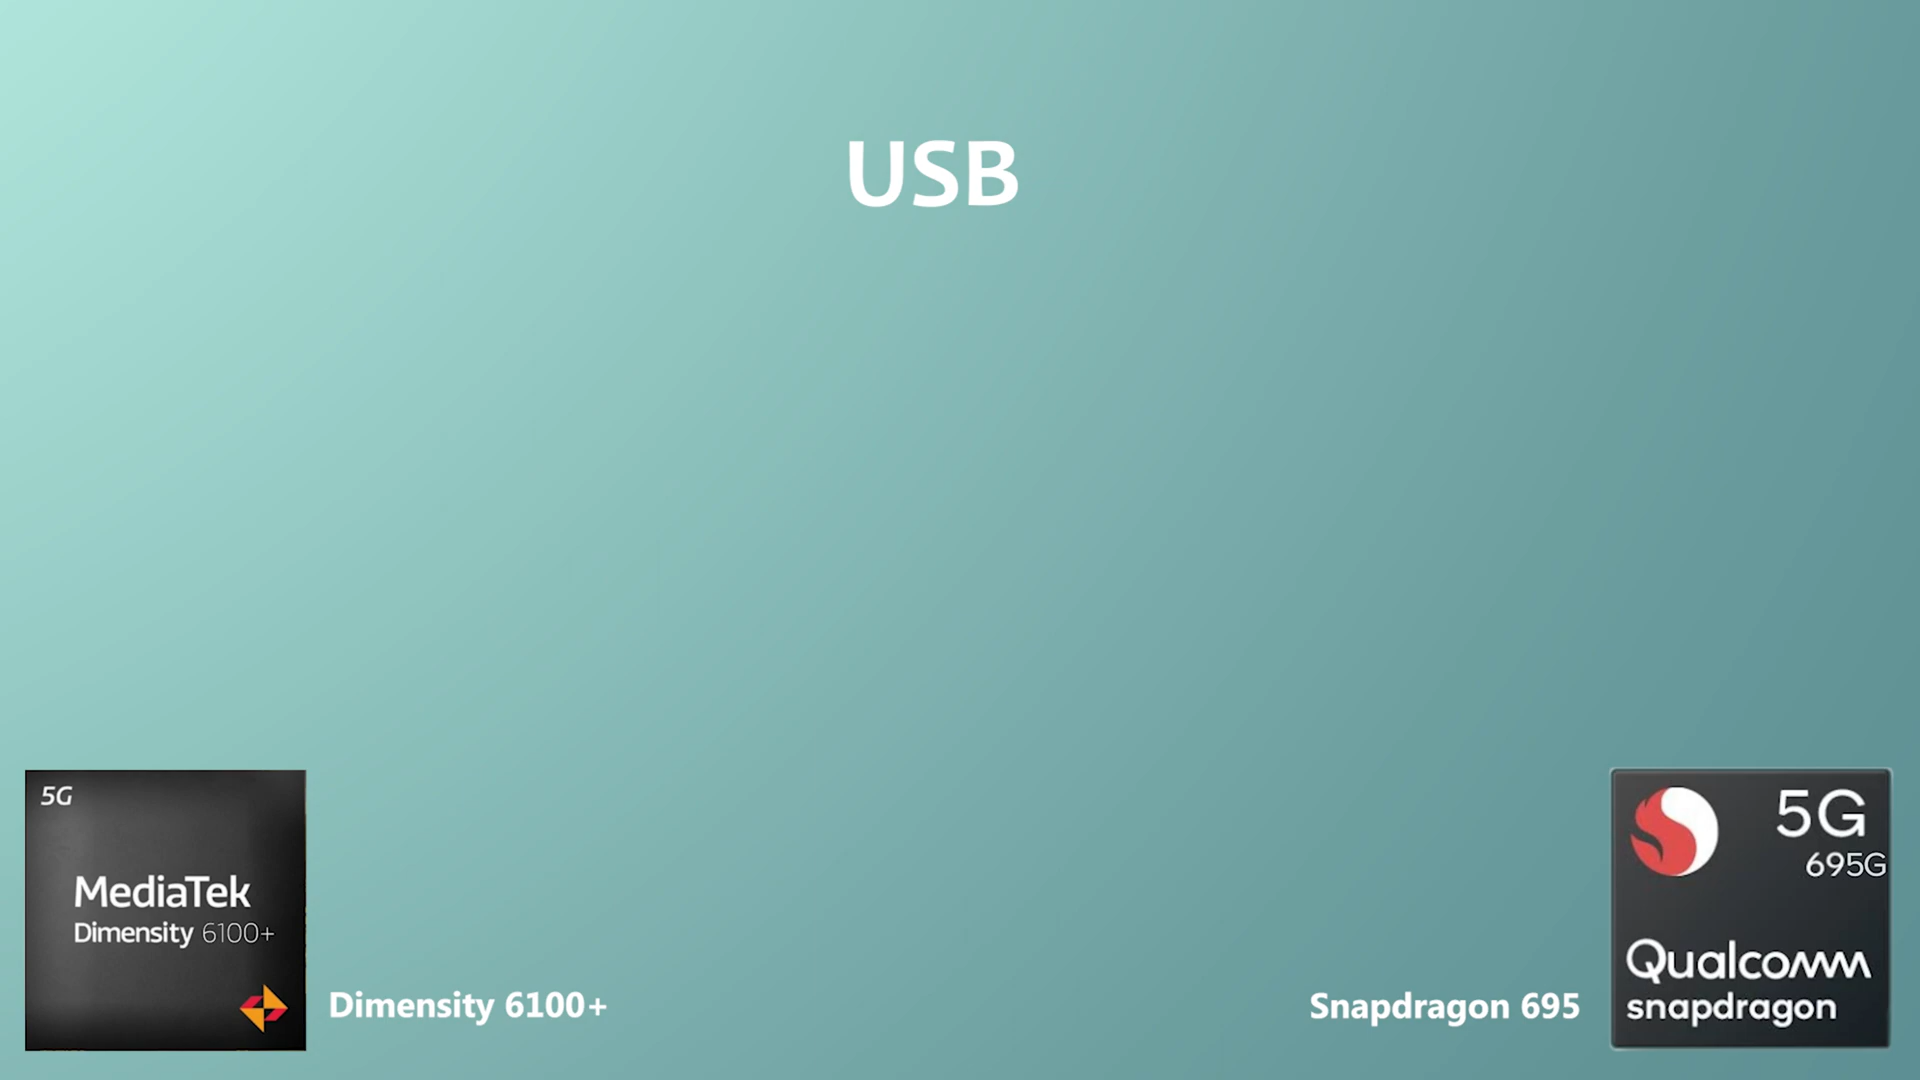 USB
5G
MediaTek
Dimensity 6100+
Dimensity 6100+
Snapdragon 695
5G
695G
Qualcomm
snapdragon